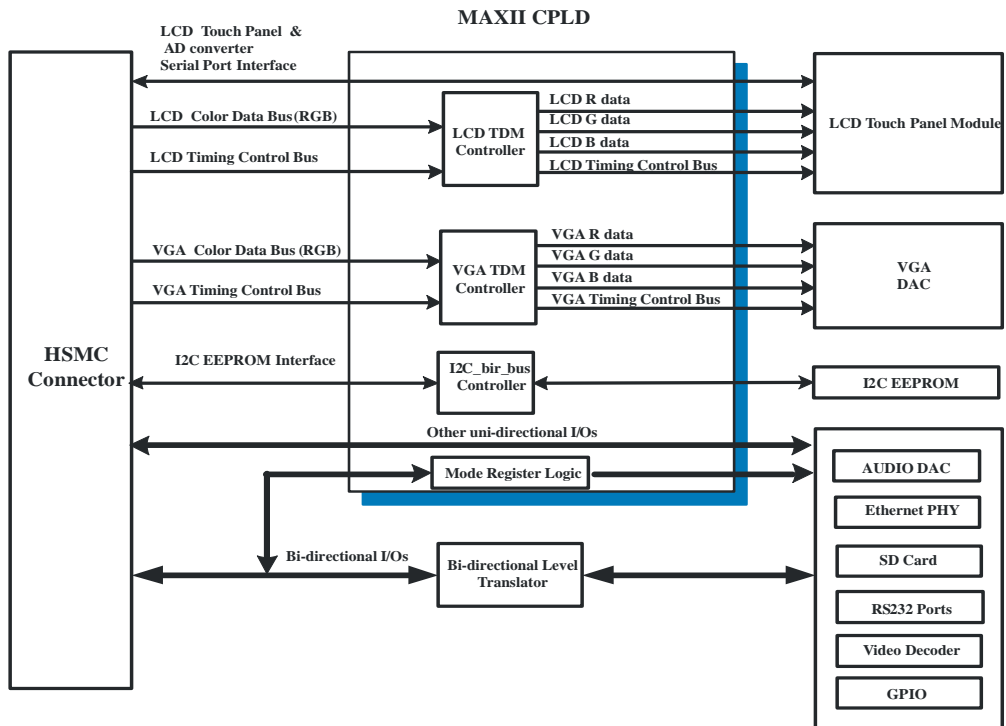 MAXII CPLD
LCD Touch Panel &
AD converter
Serial Port Interface
LCD Color Data Bus (RGB)
LCD Timing Control Bus
LCD TDM
Controller
LCD R data
LCD G data
LCD B data
LCD Timing Control Bus
LCD Touch Panel Module
VGA Color Data Bus (RGB)
VGA Timing Control Bus
VGA TDM
Controller
VGA R data
VGA G data
VGA B data
VGA Timing Control Bus
VGA
DAC
HSMC
Connector
I2C EEPROM Interface
I2C_bir_bus
Controller
I2C EEPROM
Other uni-directional I/Os
Mode Register Logic
Bi-directional I/Os
Bi-directional Level
Translator
AUDIO DAC
Ethernet PHY
SD Card
RS232 Ports
Video Decoder
GPIO